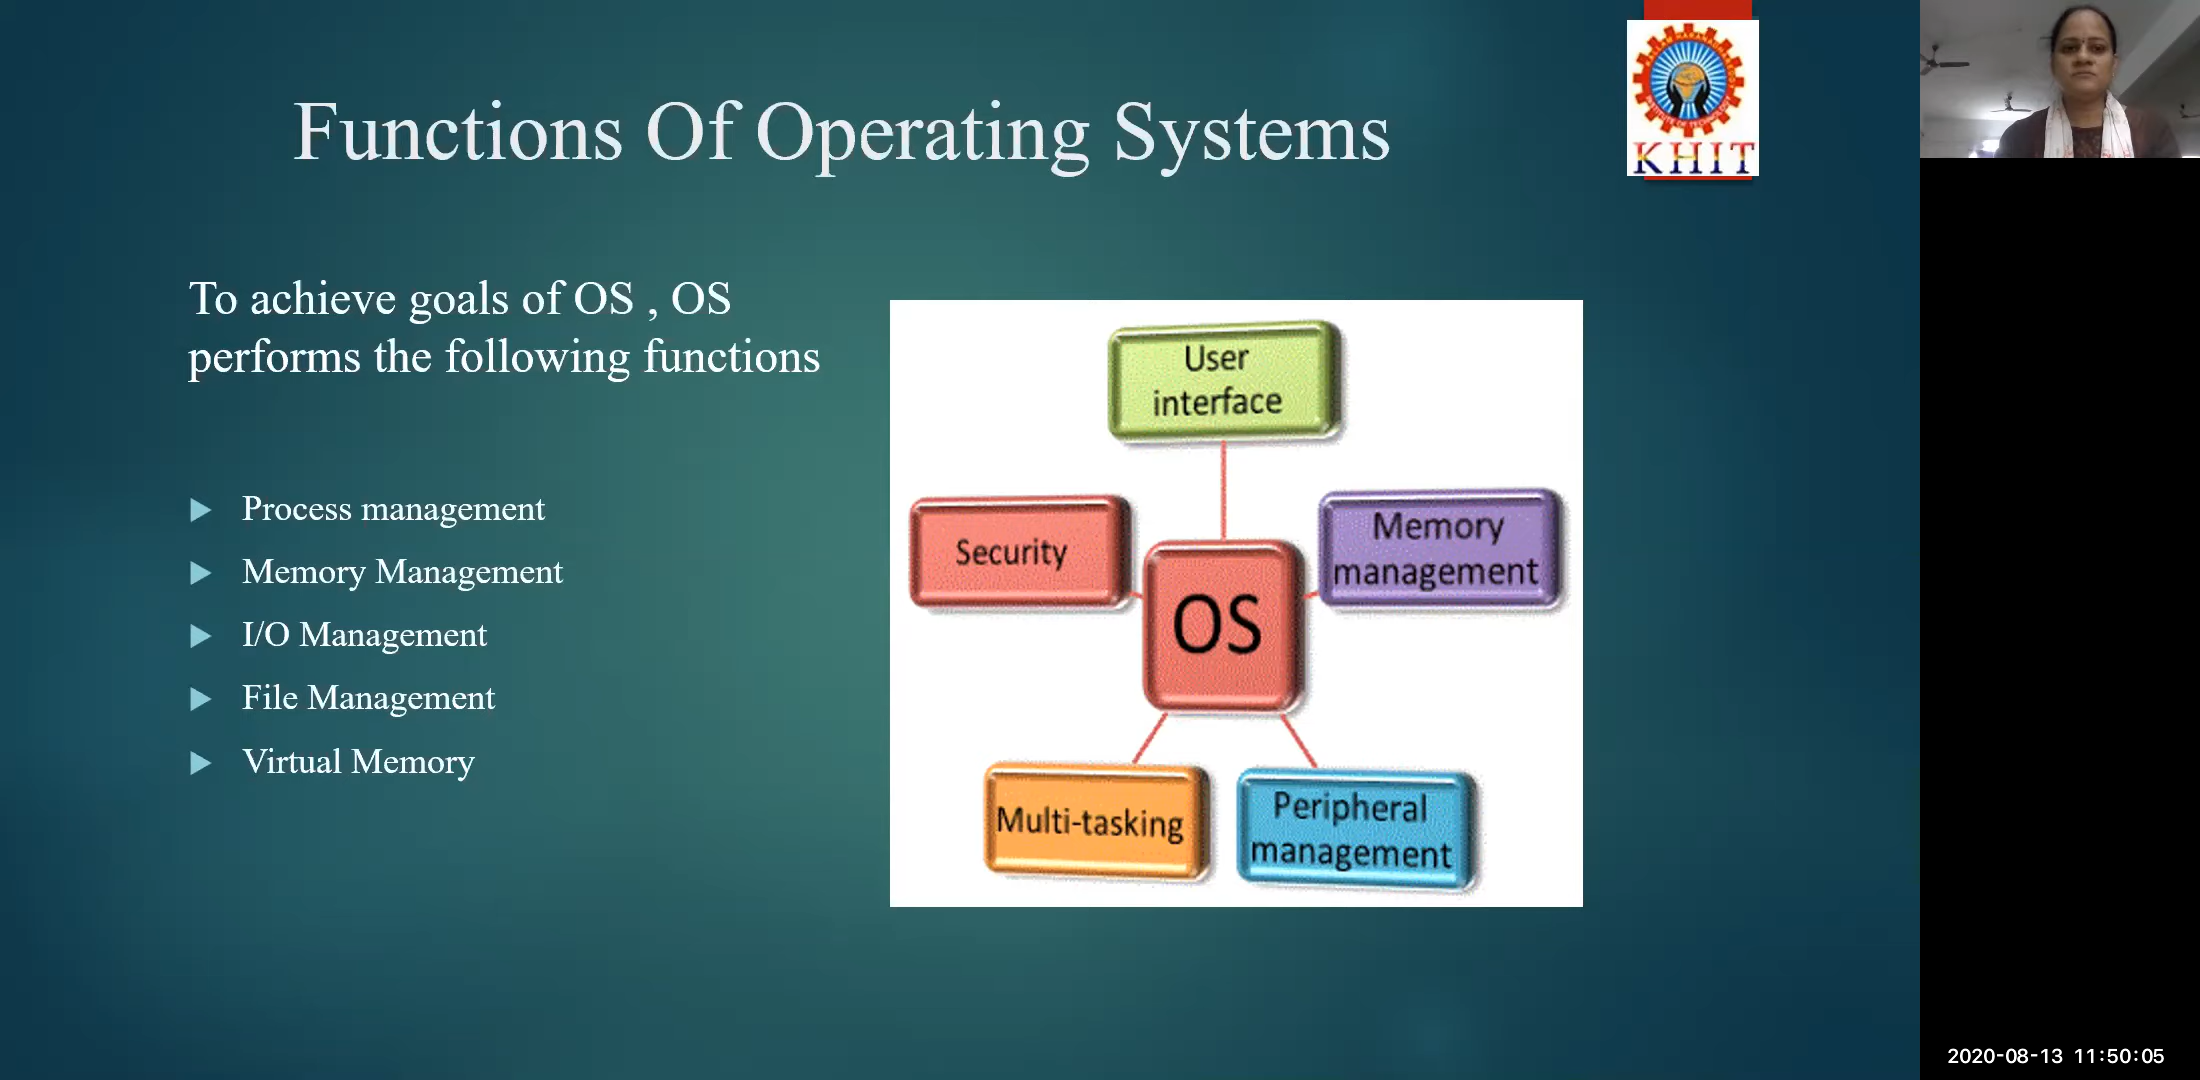 Functions Of Operating Systems
KHIT
To achieve goals of OS , OS
performs the following functions
Process management
Memory Management
I/O Management
File Management
Virtual Memory
User
interface
Security
Memory
management
OS
Multi-tasking
Peripheral
management
2020-08-13 11:50:05